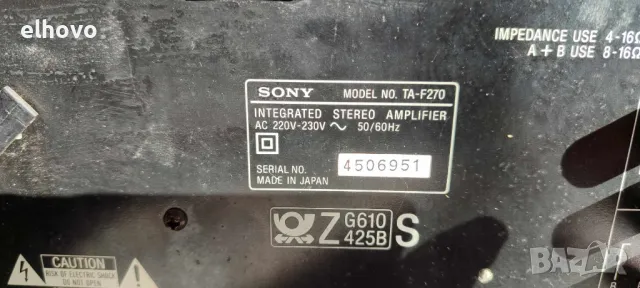 elhovo
IMPEDANCE USE 4-16Ω
A + B USE 8-16Ω
SONY MODEL NO. TA-F270
INTEGRATED STEREO AMPLIFIER
AC 220V-230V ~ 50/60Hz
SERIAL NO. 4506951
MADE IN JAPAN
Z G610 425B S
CAUTION
RISK OF ELECTRIC SHOCK
DO NOT OPEN
BAZAR
B